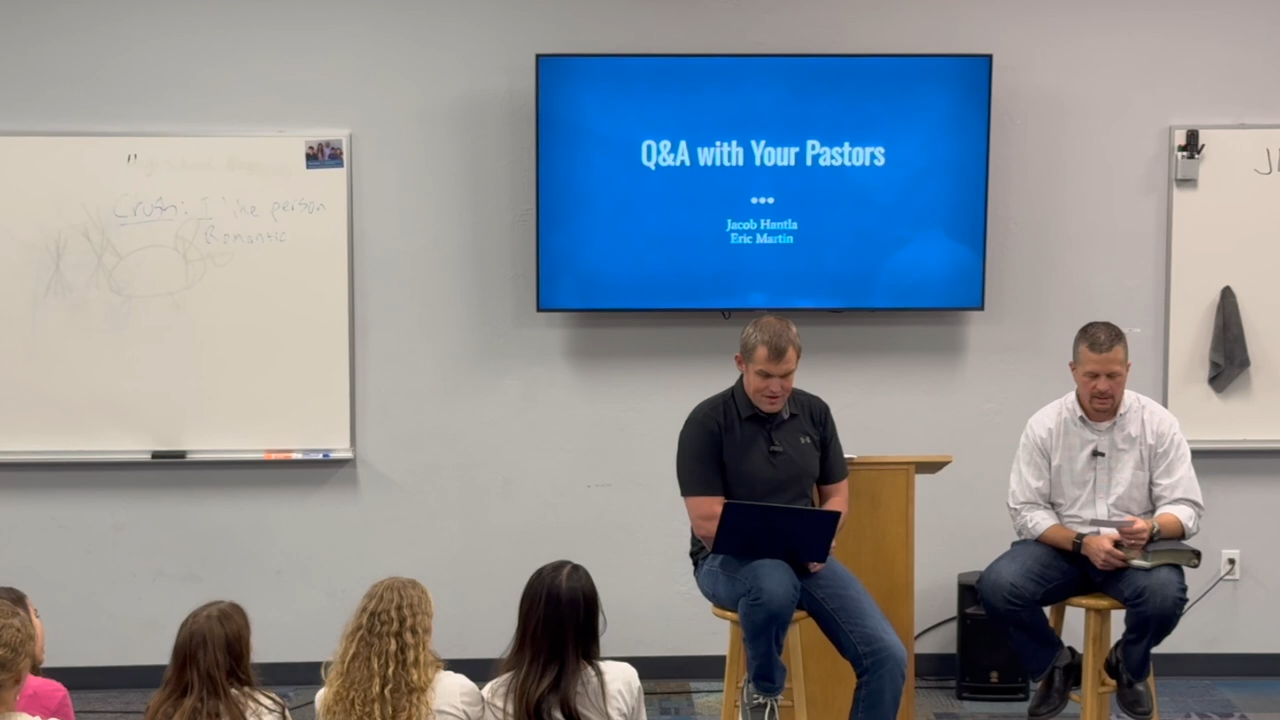 Crush: I like person
Romantic
Q&A with Your Pastors
Jacob Hantla
Eric Martin